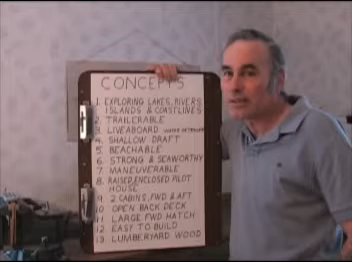 CONCEPTS
1. EXPLORING LAKES, RIVERS
ISLANDS & COASTLINES
2. TRAILERABLE
3. LIVEABOARD
4. SHALLOW DRAFT
5. BEACHABLE
6. STRONG & SEAWORTHY
7. MANEUVERABLE
8. RAISED, ENCLOSED PILOT
HOUSE
9. 2 CABINS, FWD & AFT
10 OPEN BACK DECK
11 LARGE FWD HATCH
12 EASY TO BUILD
13 LUMBERYARD WOOD